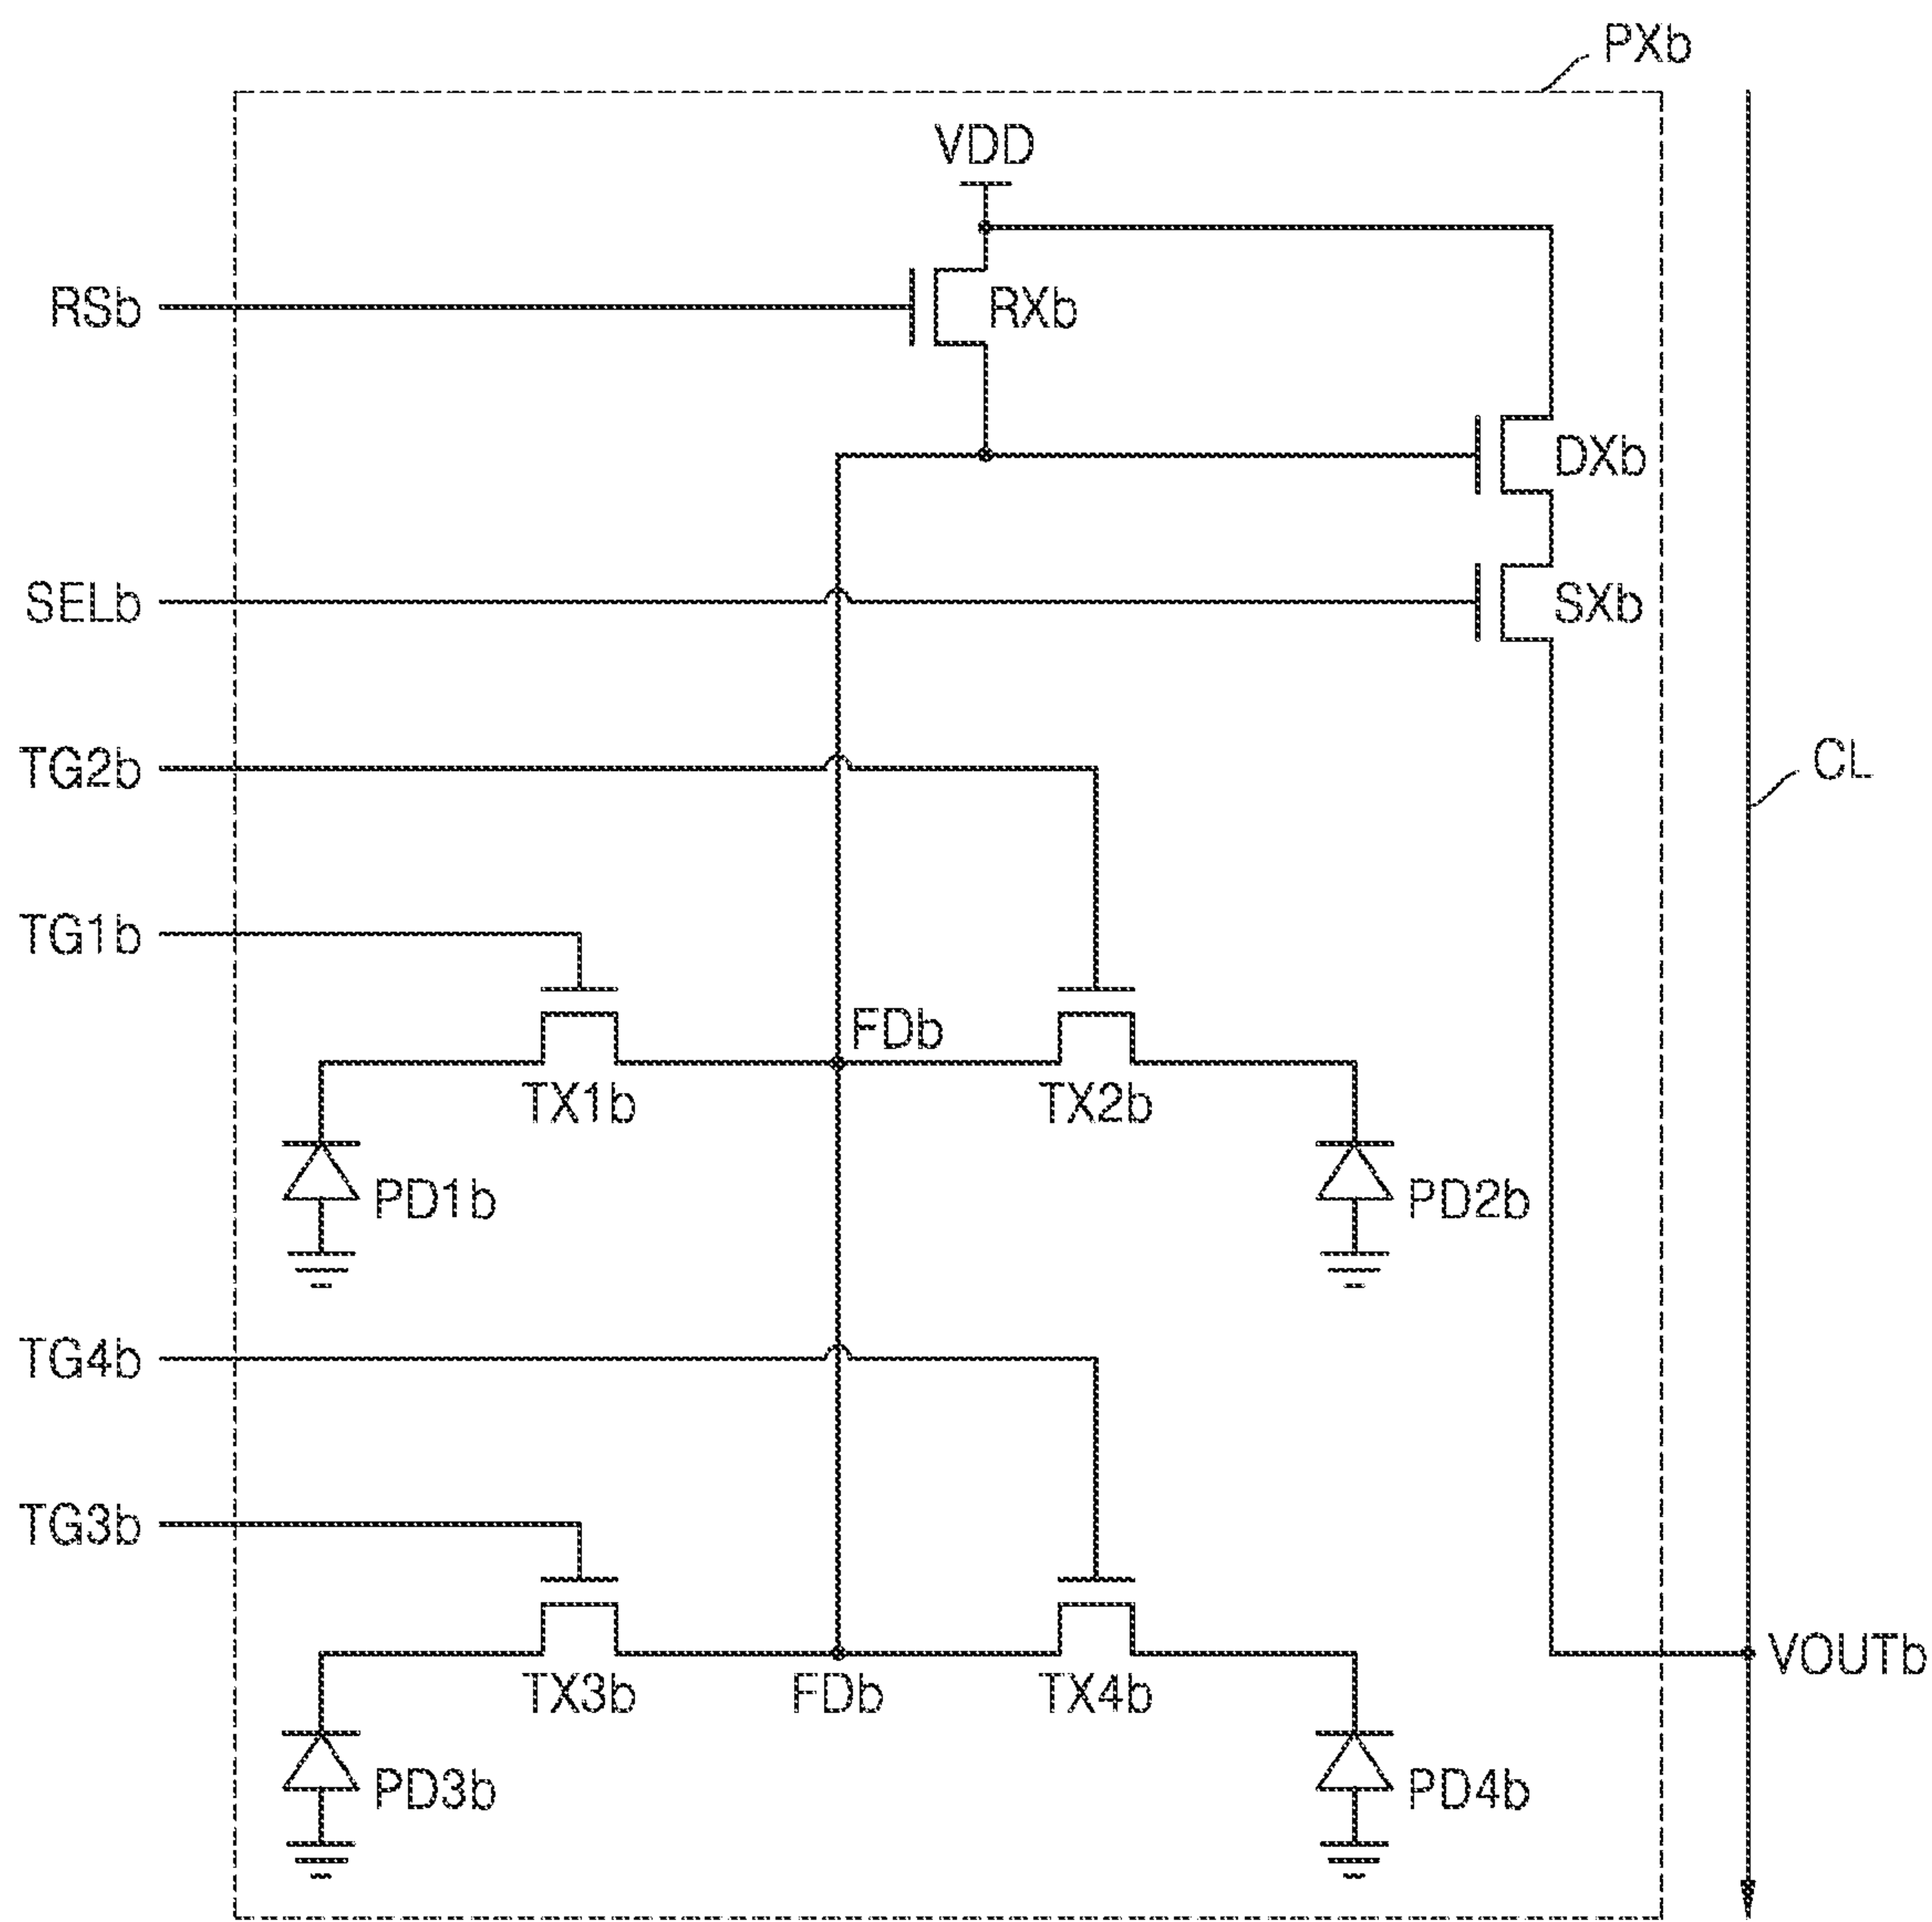 PXb
VDD
RSb
RXb
DXb
SELb
SXb
TG2b
CL
TG1b
FDb
TX1b
TX2b
PD1b
PD2b
TG4b
TG3b
VOUTb
TX3b
FDb
TX4b
PD3b
PD4b